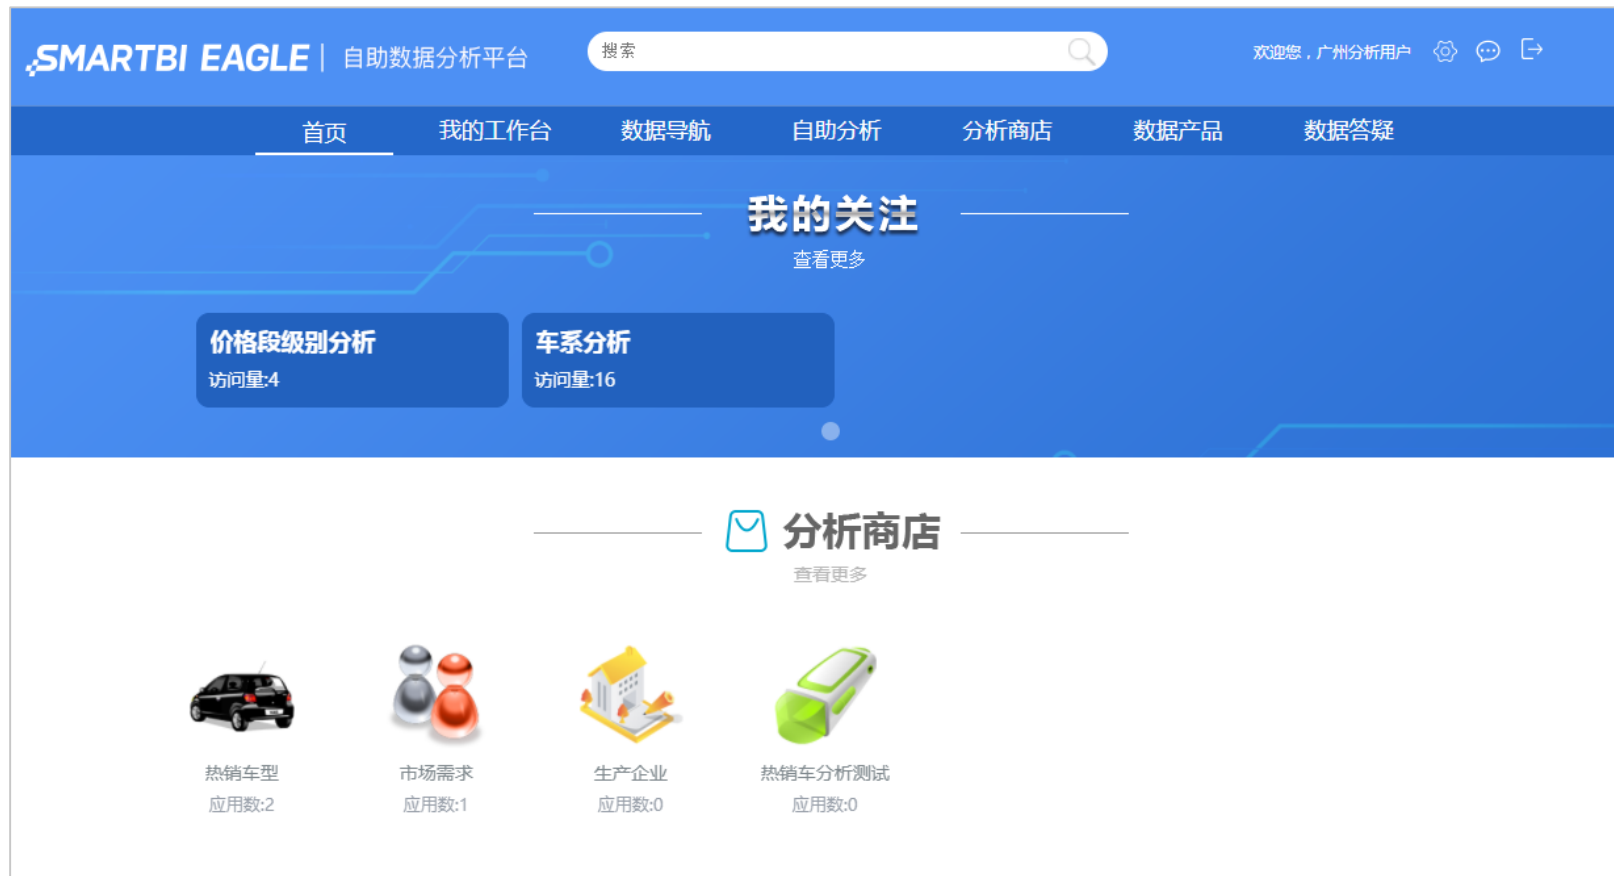 SMARTBI EAGLE | 自助数据分析平台
搜索
欢迎您，广州分析用户
首页 我的工作台 数据导航 自助分析 分析商店 数据产品 数据答疑
我的关注
查看更多
价格段级别分析
访问量:4
车系分析
访问量:16
分析商店
查看更多
热销车型
应用数:2
市场需求
应用数:1
生产企业
应用数:0
热销车分析测试
应用数:0